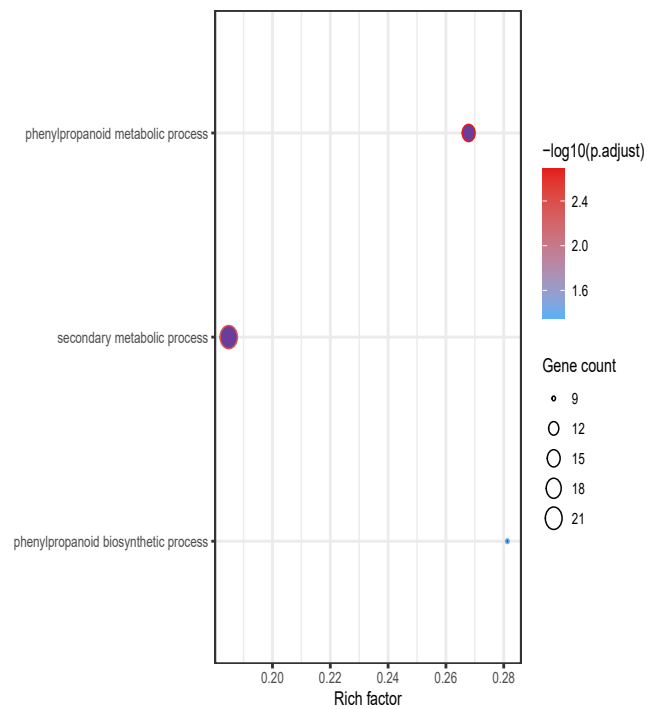 phenylpropanoid metabolic process
secondary metabolic process
phenylpropanoid biosynthetic process
0.20 0.22 0.24 0.26 0.28
Rich factor
−log10(p.adjust)
2.4
2.0
1.6
Gene count
9
12
15
18
21